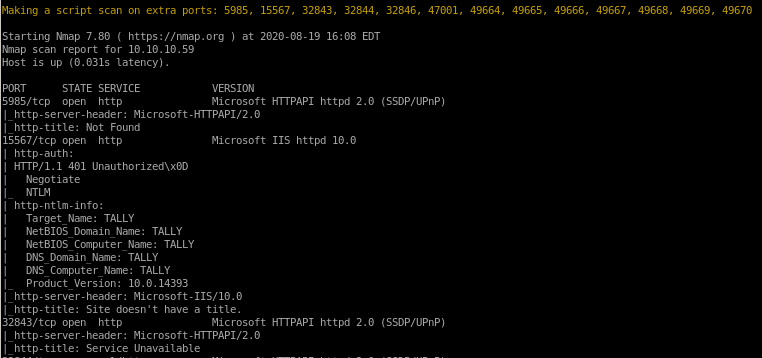 Making a script scan on extra ports: 5985, 15567, 32843, 32844, 32846, 47001, 49664, 49665, 49666, 49667, 49668, 49669, 49670
Starting Nmap 7.80 ( https://nmap.org ) at 2020-08-19 16:08 EDT
Nmap scan report for 10.10.10.59
Host is up (0.031s latency).
PORT      STATE SERVICE            VERSION
5985/tcp  open  http               Microsoft HTTPAPI httpd 2.0 (SSDP/UPnP)
|_http-server-header: Microsoft-HTTPAPI/2.0
|_http-title: Not Found
15567/tcp open  http               Microsoft IIS httpd 10.0
| http-auth:
| HTTP/1.1 401 Unauthorized\x0D
|   Negotiate
|_  NTLM
| http-ntlm-info:
|   Target_Name: TALLY
|   NetBIOS_Domain_Name: TALLY
|   NetBIOS_Computer_Name: TALLY
|   DNS_Domain_Name: TALLY
|   DNS_Computer_Name: TALLY
|_  Product_Version: 10.0.14393
|_http-server-header: Microsoft-IIS/10.0
|_http-title: Site doesn't have a title.
32843/tcp open  http               Microsoft HTTPAPI httpd 2.0 (SSDP/UPnP)
|_http-server-header: Microsoft-HTTPAPI/2.0
|_http-title: Service Unavailable